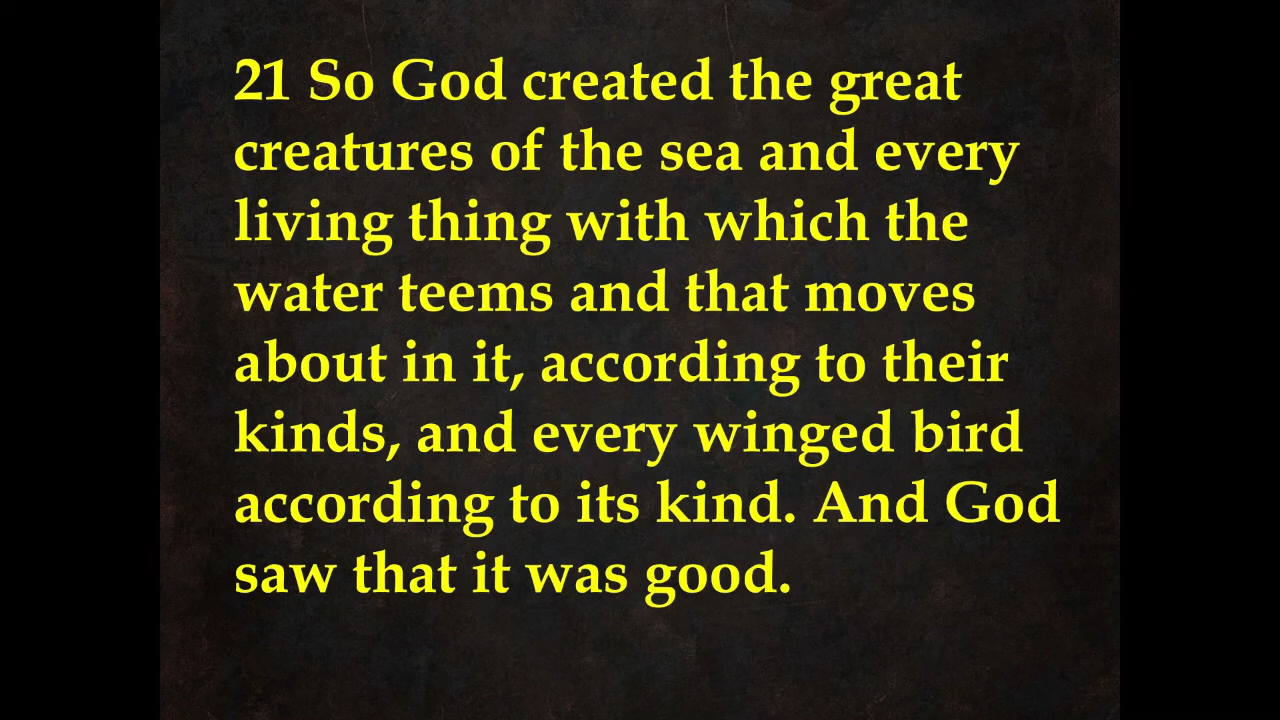 21 So God created the great
creatures of the sea and every
living thing with which the
water teems and that moves
about in it, according to their
kinds, and every winged bird
according to its kind. And God
saw that it was good.